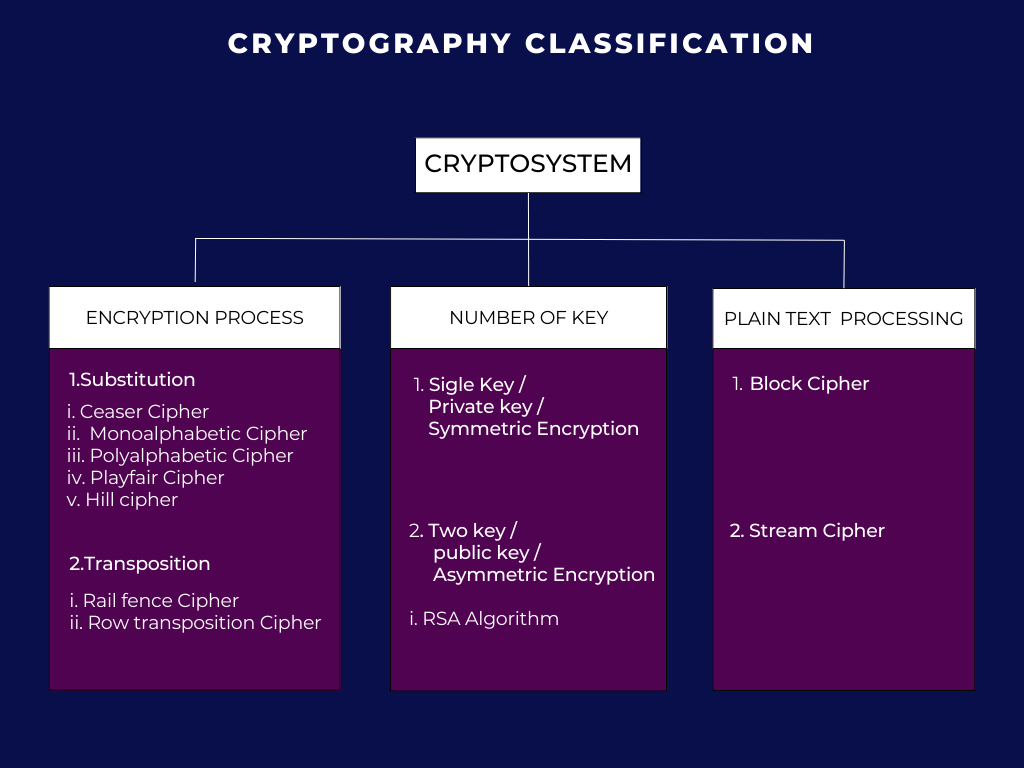 CRYPTOGRAPHY CLASSIFICATION
CRYPTOSYSTEM
ENCRYPTION PROCESS
1.Substitution
i. Ceaser Cipher
ii. Monoalphabetic Cipher
iii. Polyalphabetic Cipher
iv. Playfair Cipher
v. Hill cipher
2.Transposition
i. Rail fence Cipher
ii. Row transposition Cipher
NUMBER OF KEY
1. Sigle Key /
Private key /
Symmetric Encryption
2. Two key /
public key /
Asymmetric Encryption
i. RSA Algorithm
PLAIN TEXT PROCESSING
1. Block Cipher
2. Stream Cipher